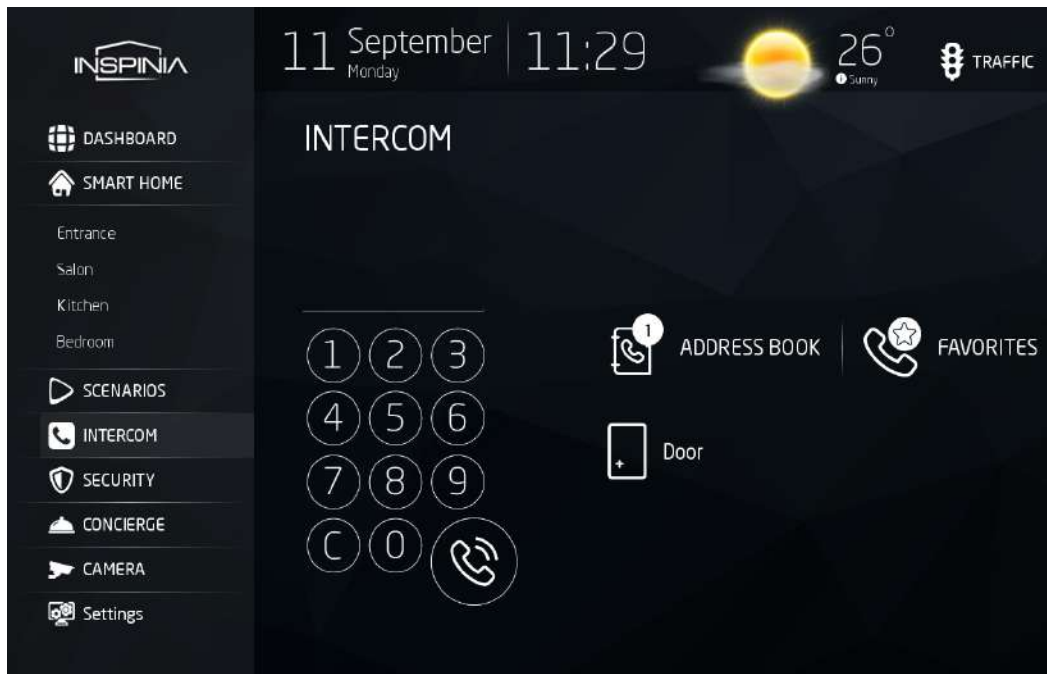 INSPINIA
11 September
Monday
11:29
26°
Sunny
TRAFFIC
DASHBOARD
SMART HOME
Entrance
Salon
Kitchen
Bedroom
SCENARIOS
INTERCOM
SECURITY
CONCIERGE
CAMERA
Settings
INTERCOM
1 2 3
4 5 6
7 8 9
C 0
1
ADDRESS BOOK
FAVORITES
Door